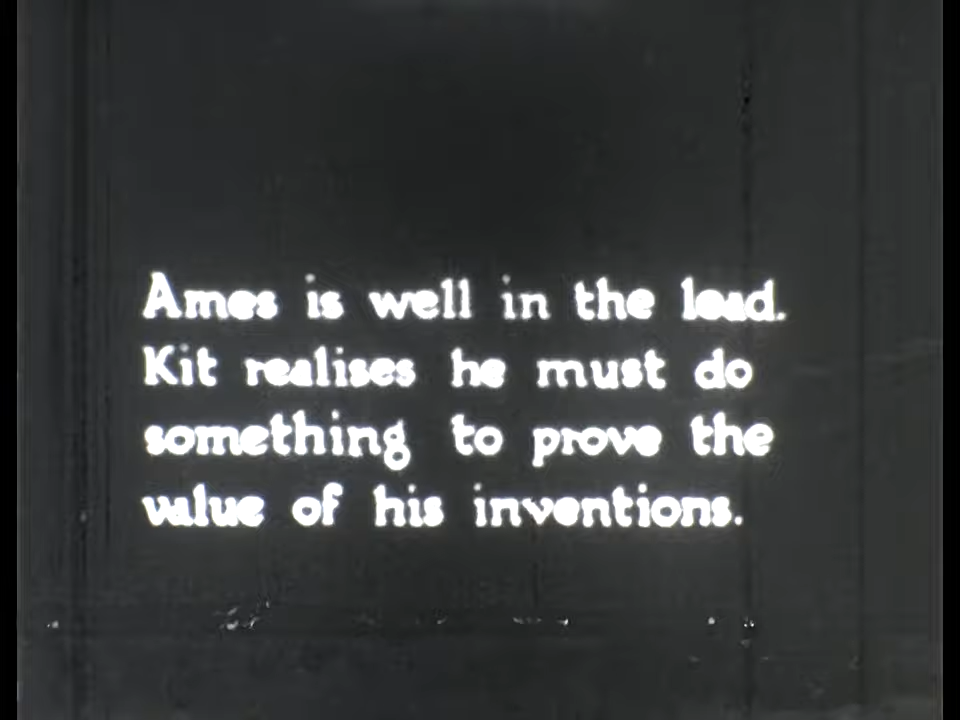 Ames is well in the lead.
Kit realises he must do
something to prove the
value of his inventions.